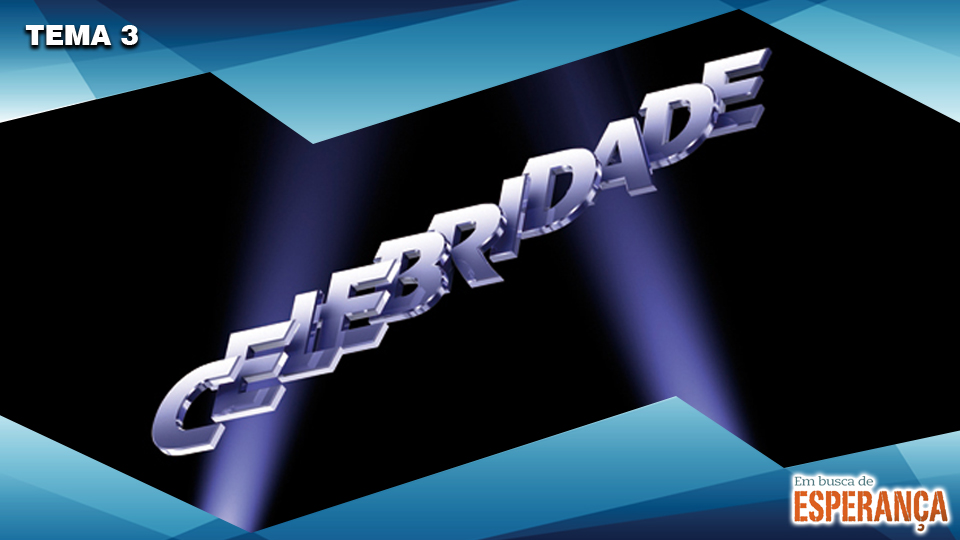 TEMA 3
CELEBRIDADE
Em busca de
ESPERANÇA